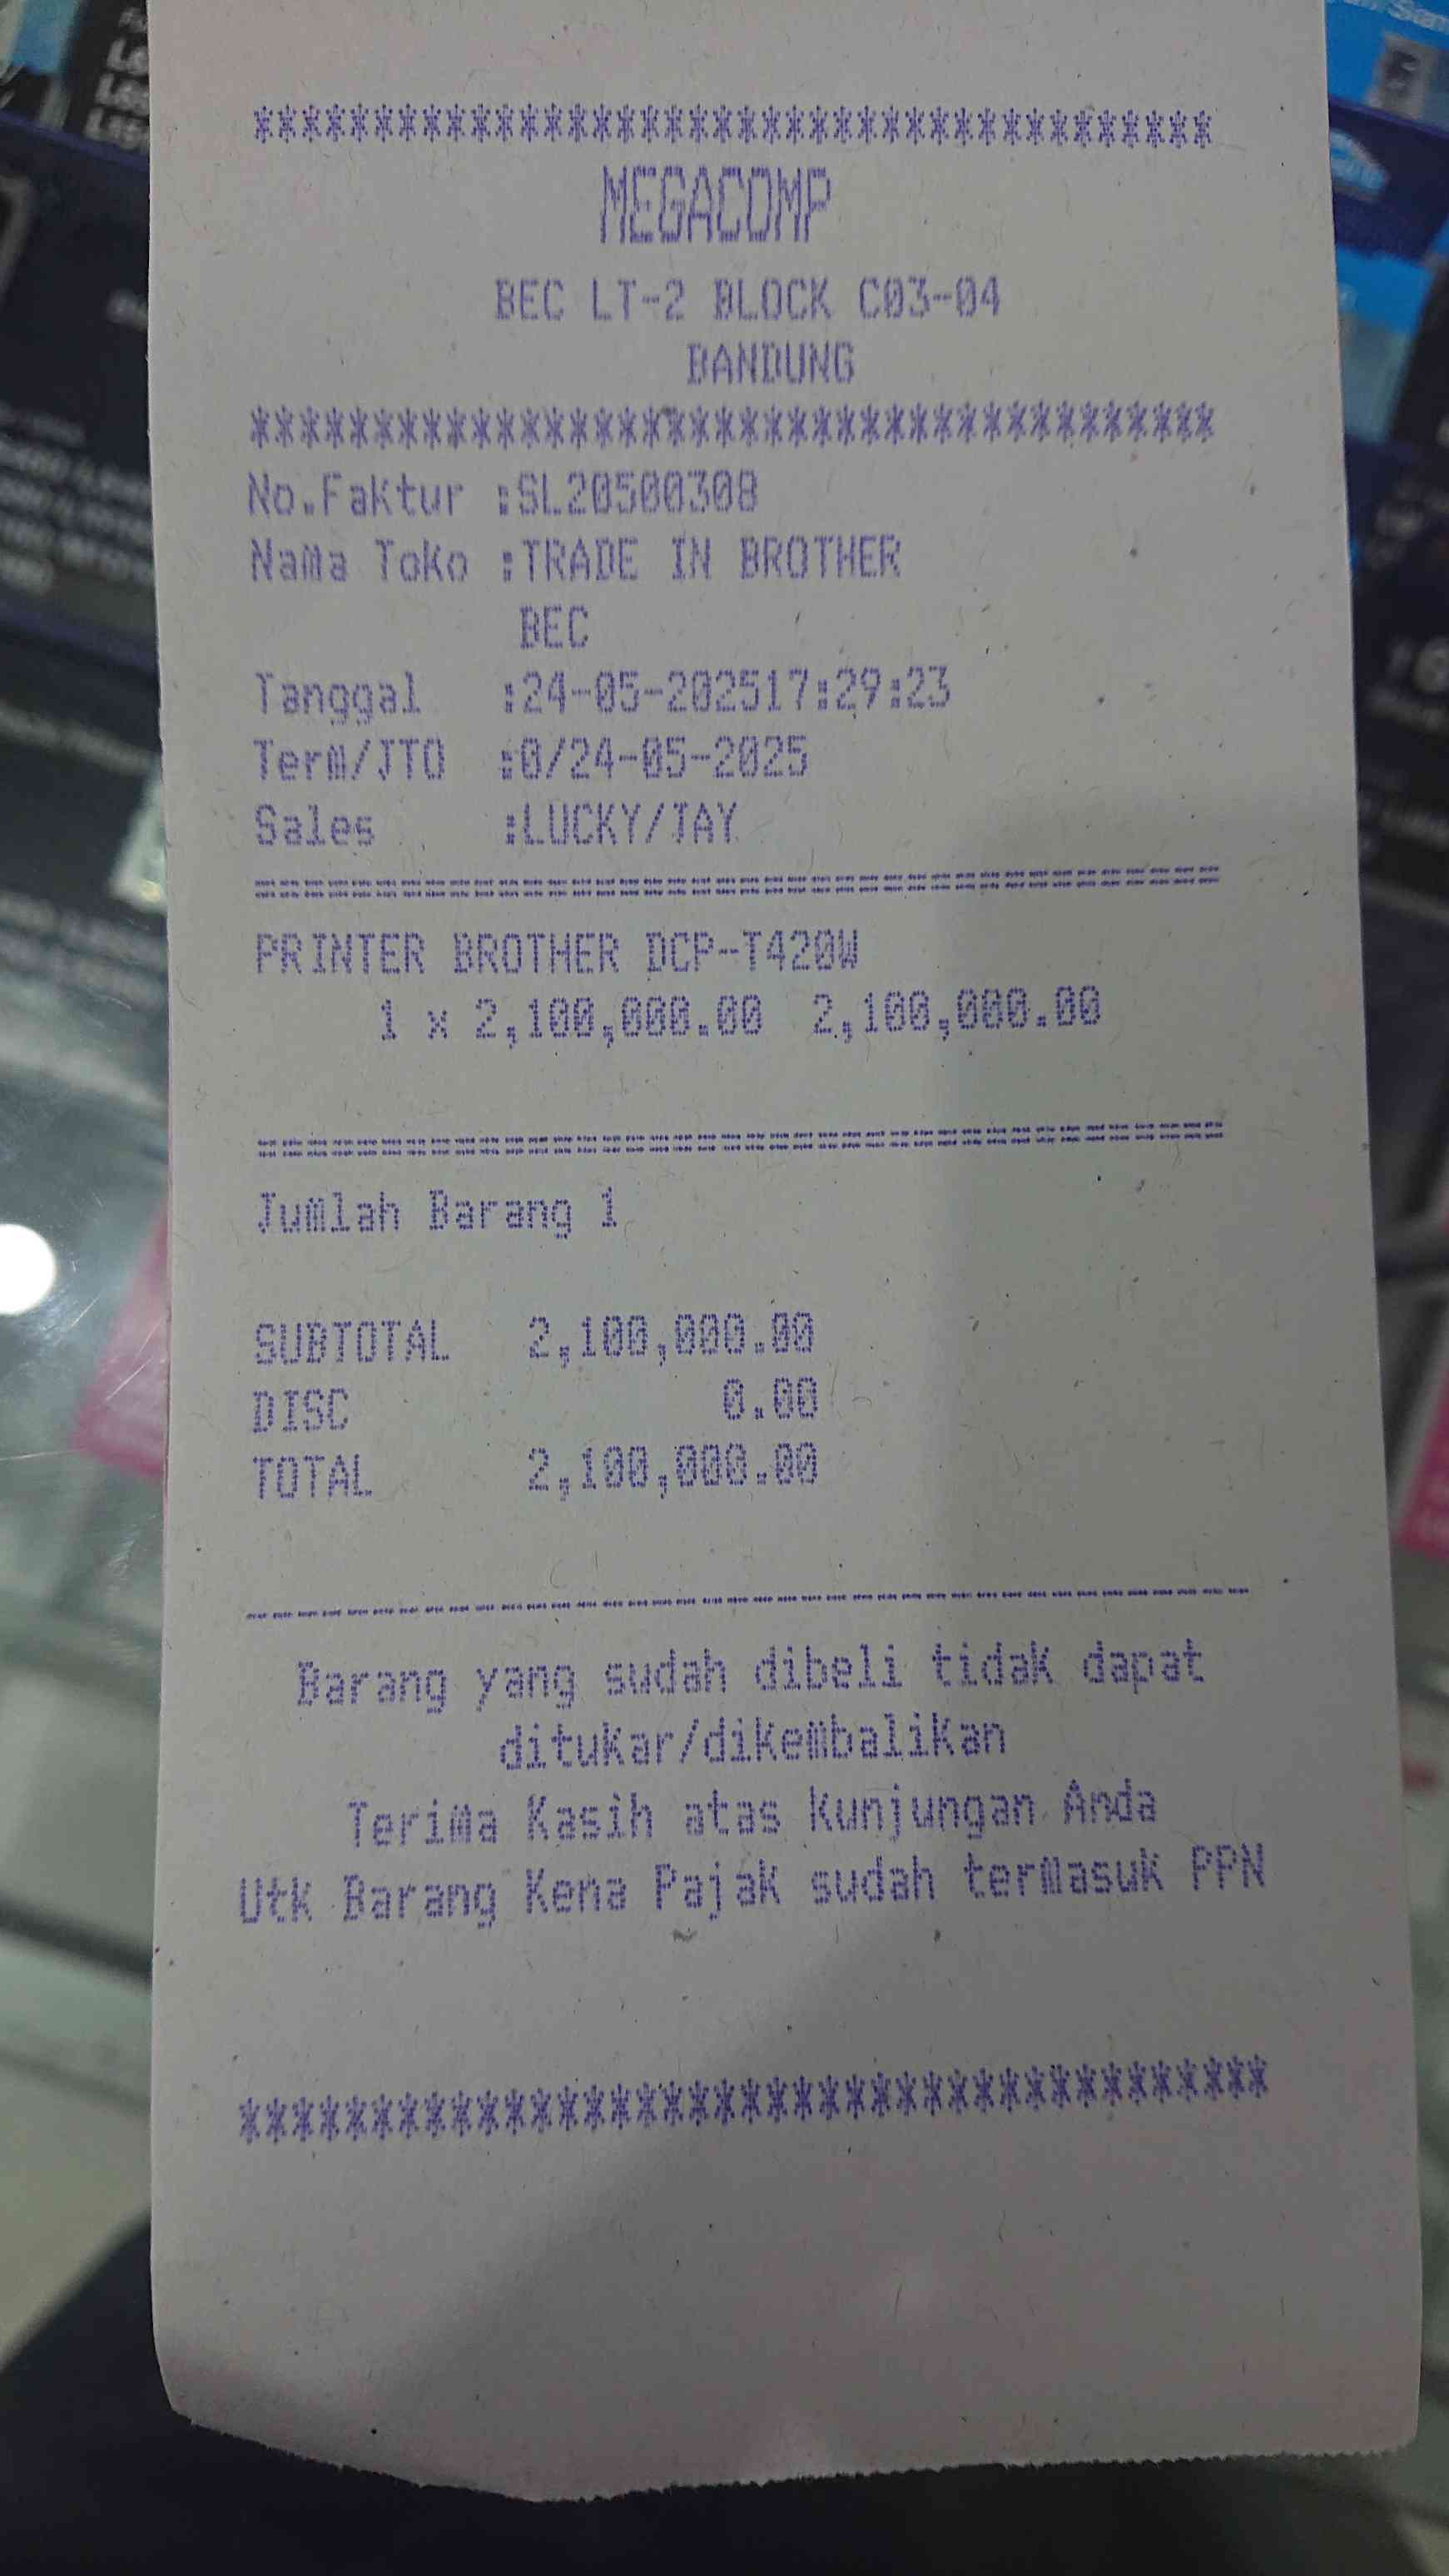 ****************************************
MEGACOMP
BEC LT-2 BLOCK C03-04
BANDUNG
****************************************
No.Faktur :SL20500308
Nama Toko :TRADE IN BROTHER
BEC
Tanggal :24-05-202517:29:23
Term/JTO :0/24-05-2025
Sales :LUCKY/TAY
========================================
PRINTER BROTHER DCP-T420W
1 x 2,100,000.00 2,100,000.00
========================================
Jumlah Barang 1
SUBTOTAL 2,100,000.00
DISC 0.00
TOTAL 2,100,000.00
----------------------------------------
Barang yang sudah dibeli tidak dapat
ditukar/dikembalikan
Terima Kasih atas Kunjungan Anda
Utk Barang Kena Pajak sudah termasuk PPN
****************************************